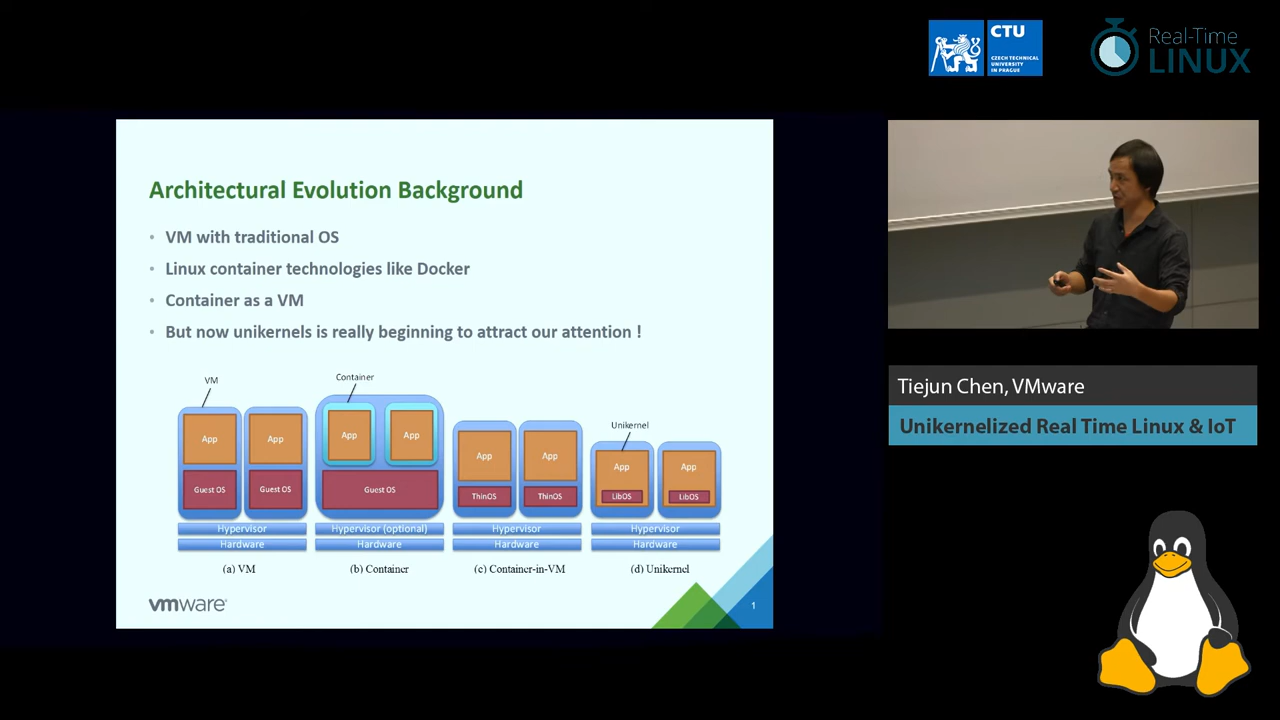 CTU
CZECH TECHNICAL
UNIVERSITY
IN PRAGUE
Real-Time
LINUX
Architectural Evolution Background
• VM with traditional OS
• Linux container technologies like Docker
• Container as a VM
• But now unikernels is really beginning to attract our attention !
VM
App
App
Guest OS
Guest OS
Hypervisor
Hardware
(a) VM
Container
App
App
Guest OS
Hypervisor (optional)
Hardware
(b) Container
App
App
ThinOS
ThinOS
Hypervisor
Hardware
(c) Container-in-VM
Unikernel
App
App
LibOS
LibOS
Hypervisor
Hardware
(d) Unikernel
vmware®
1
Tiejun Chen, VMware
Unikernelized Real Time Linux & IoT